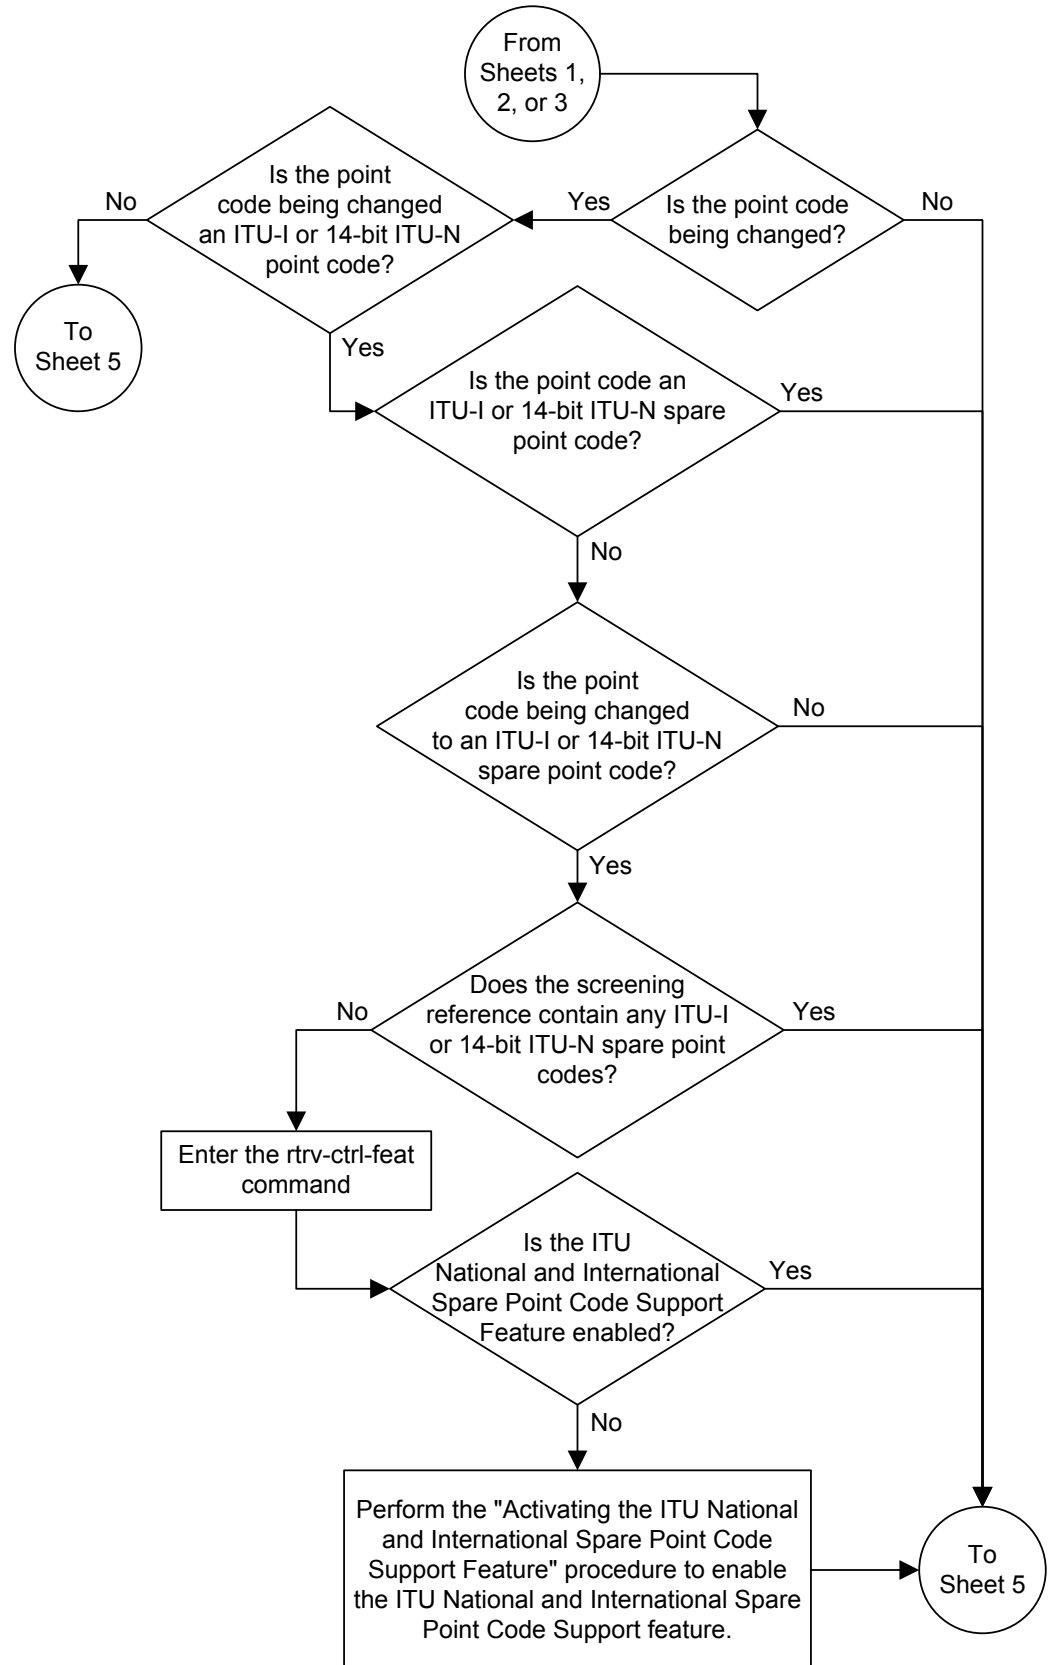 From
Sheets 1,
2, or 3
Is the point code
being changed?
Yes
No
Is the point
code being changed
an ITU-I or 14-bit ITU-N
point code?
No
To
Sheet 5
Yes
Is the point code an
ITU-I or 14-bit ITU-N spare
point code?
Yes
No
Is the point
code being changed
to an ITU-I or 14-bit ITU-N
spare point code?
No
Yes
Does the screening
reference contain any ITU-I
or 14-bit ITU-N spare point
codes?
No
Yes
Enter the rtrv-ctrl-feat
command
Is the ITU
National and International
Spare Point Code Support
Feature enabled?
Yes
No
Perform the "Activating the ITU National
and International Spare Point Code
Support Feature" procedure to enable
the ITU National and International Spare
Point Code Support feature.
To
Sheet 5